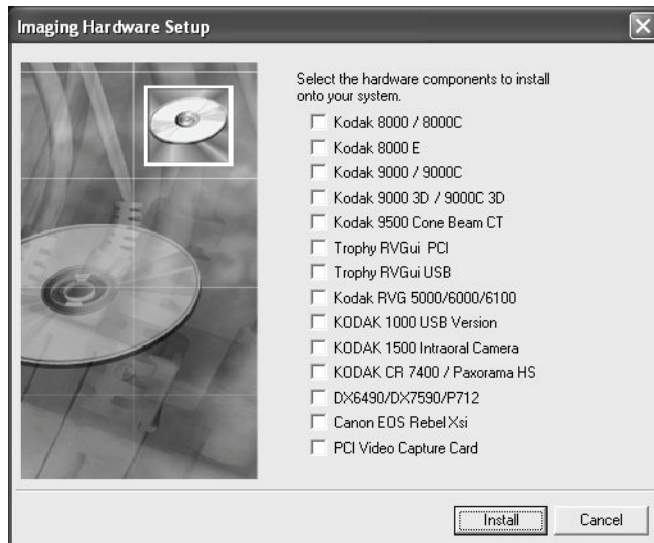 Imaging Hardware Setup
Select the hardware components to install
onto your system.
Kodak 8000 / 8000C
Kodak 8000 E
Kodak 9000 / 9000C
Kodak 9000 3D / 9000C 3D
Kodak 9500 Cone Beam CT
Trophy RVGui PCI
Trophy RVGui USB
Kodak RVG 5000/6000/6100
KODAK 1000 USB Version
KODAK 1500 Intraoral Camera
KODAK CR 7400 / Paxorama HS
DX6490/DX7590/P712
Canon EOS Rebel Xsi
PCI Video Capture Card
Install
Cancel